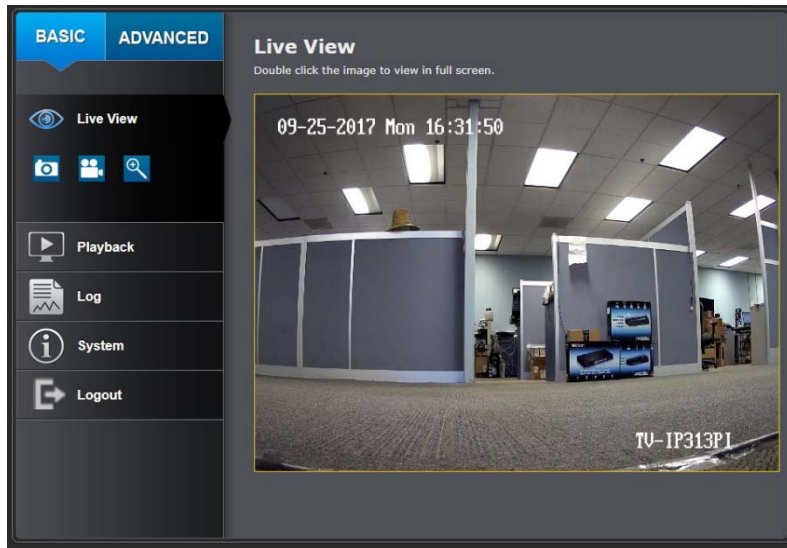 BASIC
ADVANCED
Live View
Playback
Log
System
Logout
Live View
Double click the image to view in full screen.
09-25-2017 Mon 16:31:50
TV-IP313PI